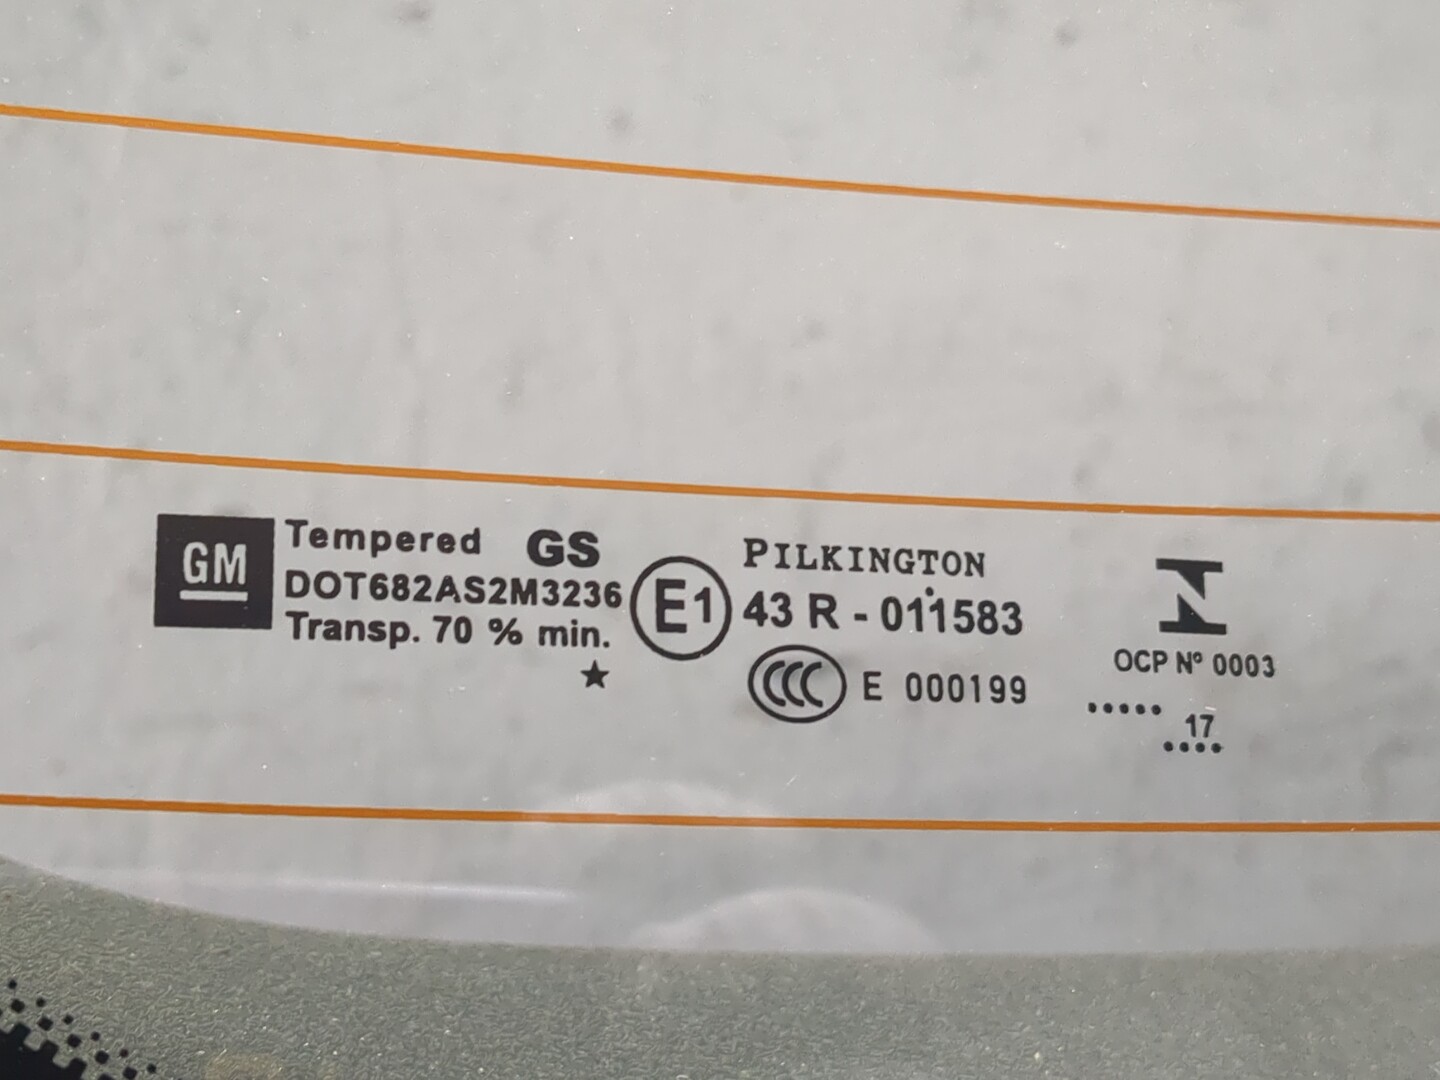 GM
Tempered GS
DOT682AS2M3236
Transp. 70 % min.
★
E1
PILKINGTON
43 R - 011583
CCC E 000199
OCP Nº 0003
.....
17
....